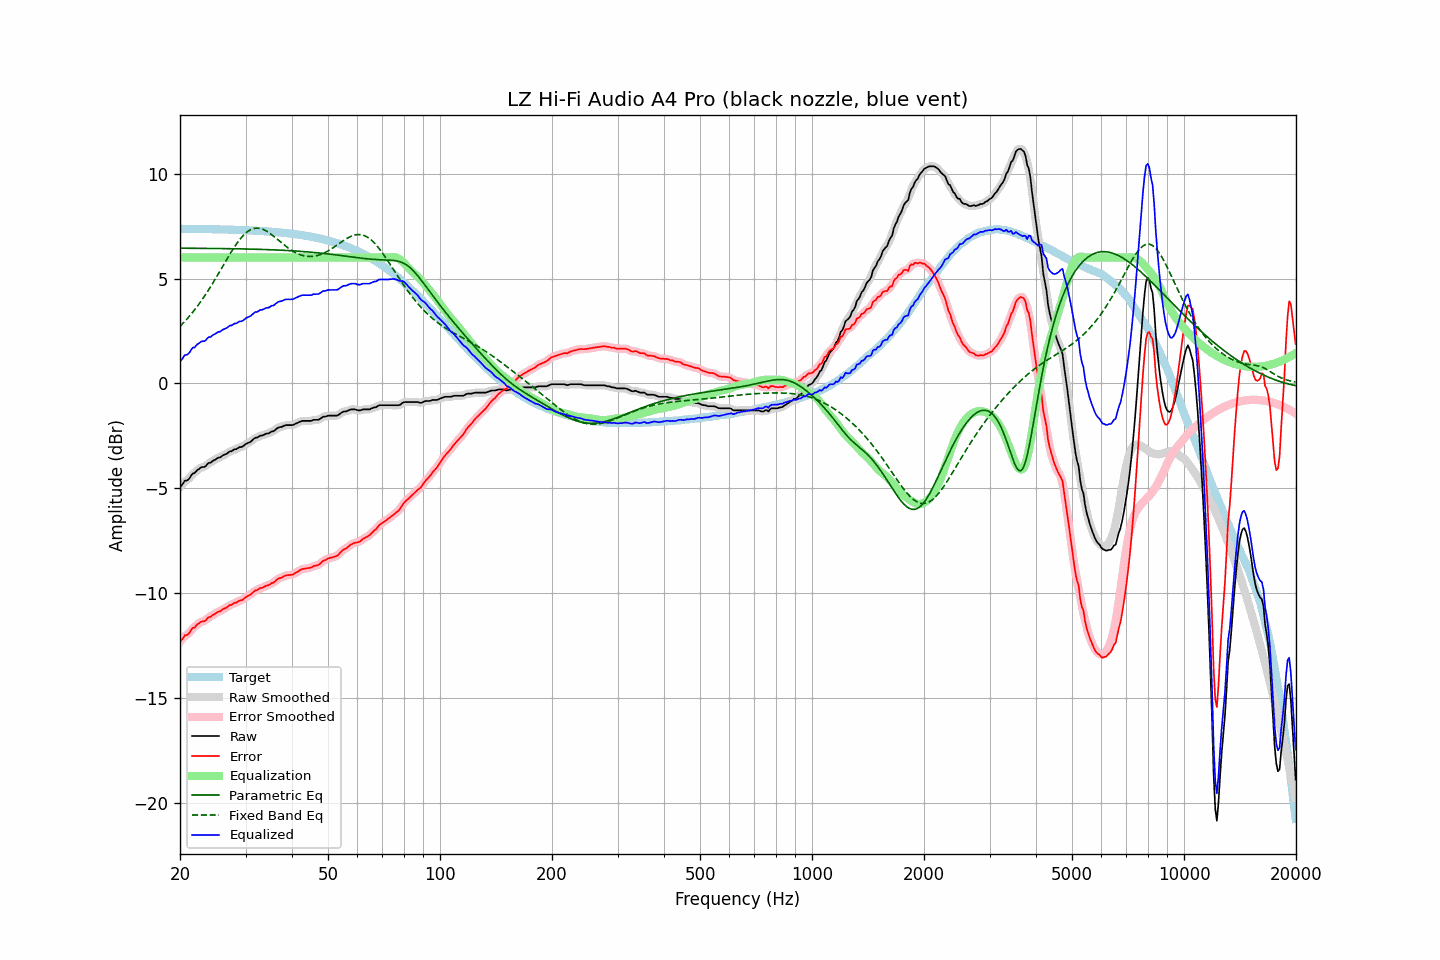 LZ Hi-Fi Audio A4 Pro (black nozzle, blue vent)
10
5
0
−5
−10
−15
−20
Amplitude (dBr)
Target
Raw Smoothed
Error Smoothed
Raw
Error
Equalization
Parametric Eq
Fixed Band Eq
Equalized
20 50 100 200 500 1000 2000 5000 10000 20000
Frequency (Hz)